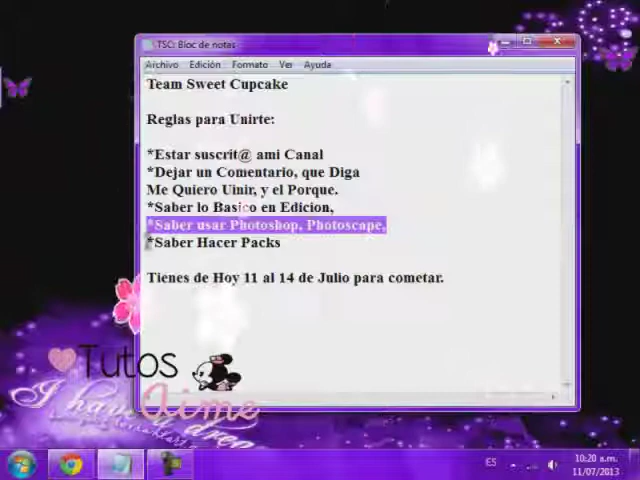 TSC: Bloc de notas
Archivo Edición Formato Ver Ayuda
Team Sweet Cupcake
Reglas para Unirte:
*Estar suscrit@ ami Canal
*Dejar un Comentario, que Diga
Me Quiero Uinir, y el Porque.
*Saber lo Basico en Edicion,
*Saber usar Photoshop, Photoscape,
*Saber Hacer Packs
Tienes de Hoy 11 al 14 de Julio para cometar.
Tutos
Aime
I have
ES
10:20 a.m.
11/07/2013